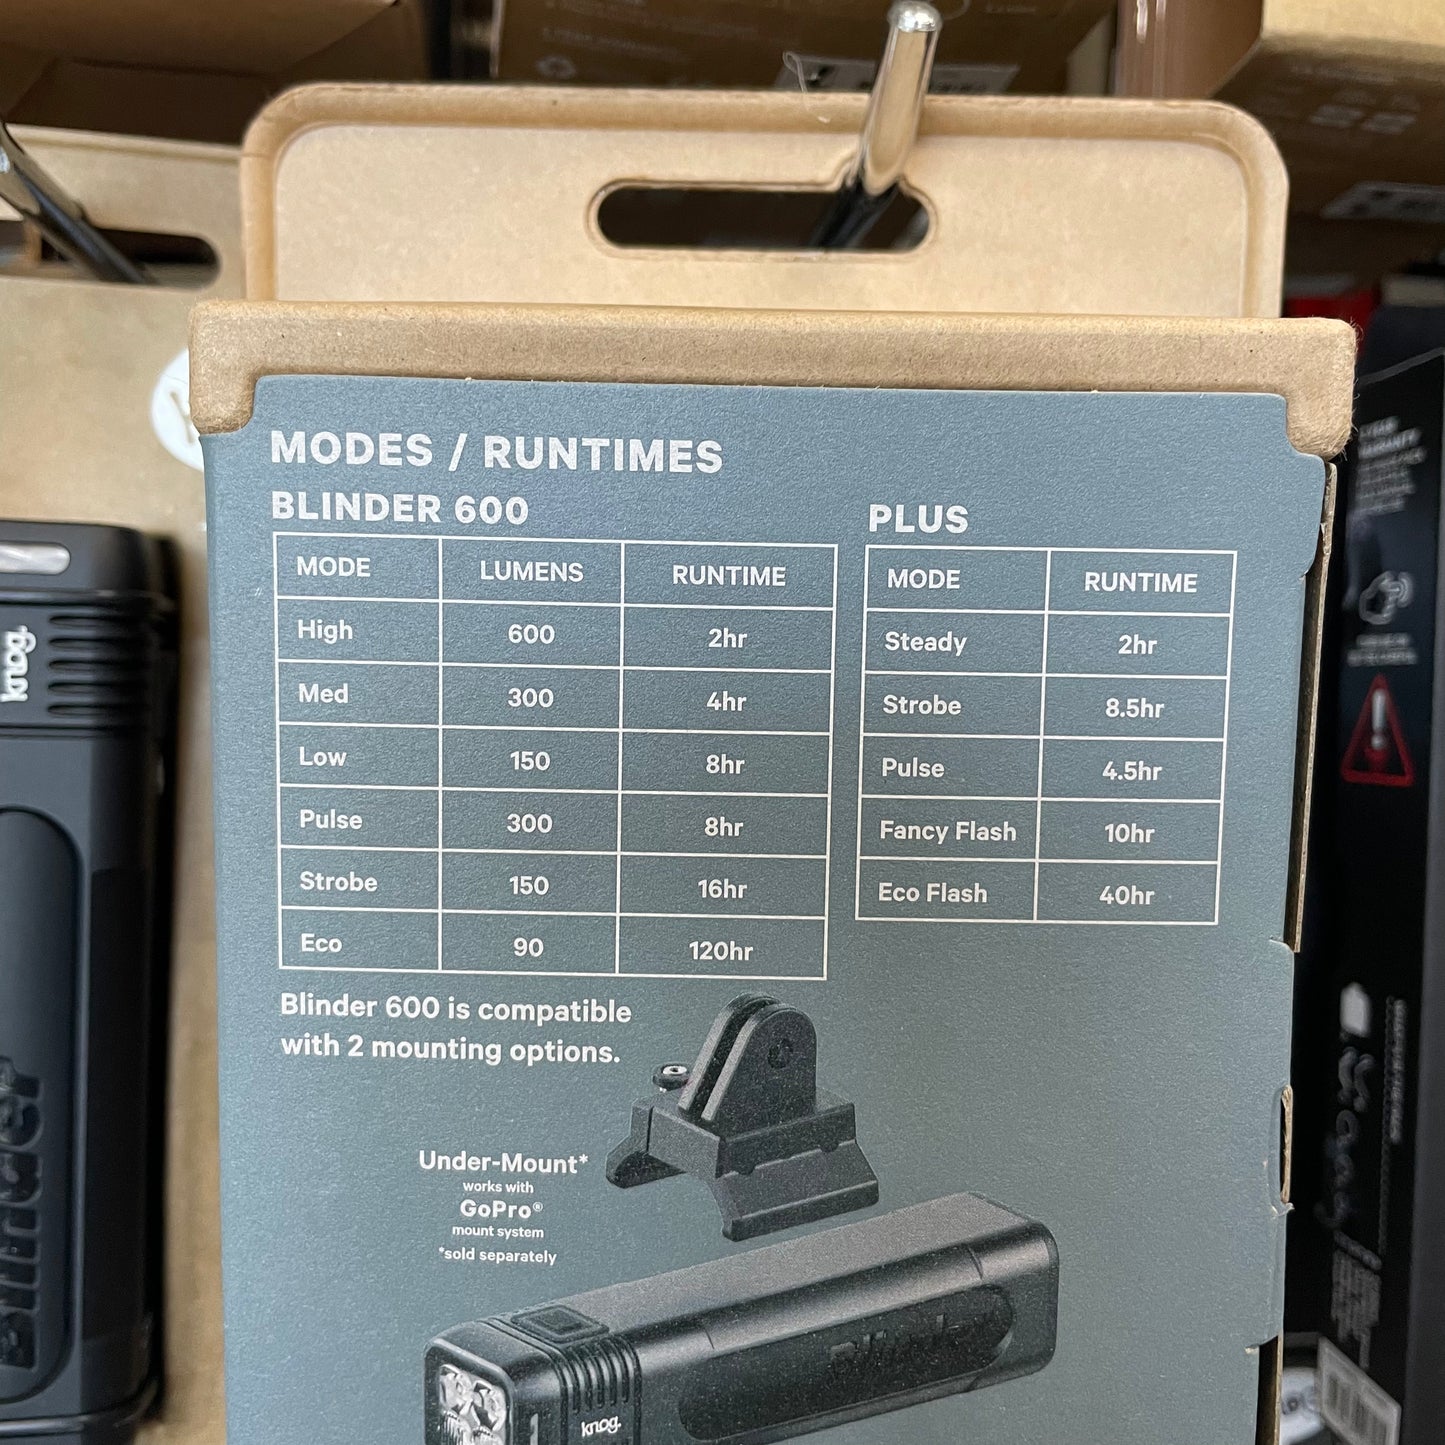 MODES / RUNTIMES
BLINDER 600
MODE LUMENS RUNTIME
High 600 2hr
Med 300 4hr
Low 150 8hr
Pulse 300 8hr
Strobe 150 16hr
Eco 90 120hr
PLUS
MODE RUNTIME
Steady 2hr
Strobe 8.5hr
Pulse 4.5hr
Fancy Flash 10hr
Eco Flash 40hr
Blinder 600 is compatible
with 2 mounting options.
Under-Mount*
works with
GoPro®
mount system
*sold separately
Blinder
knog.
knog.
Blinder